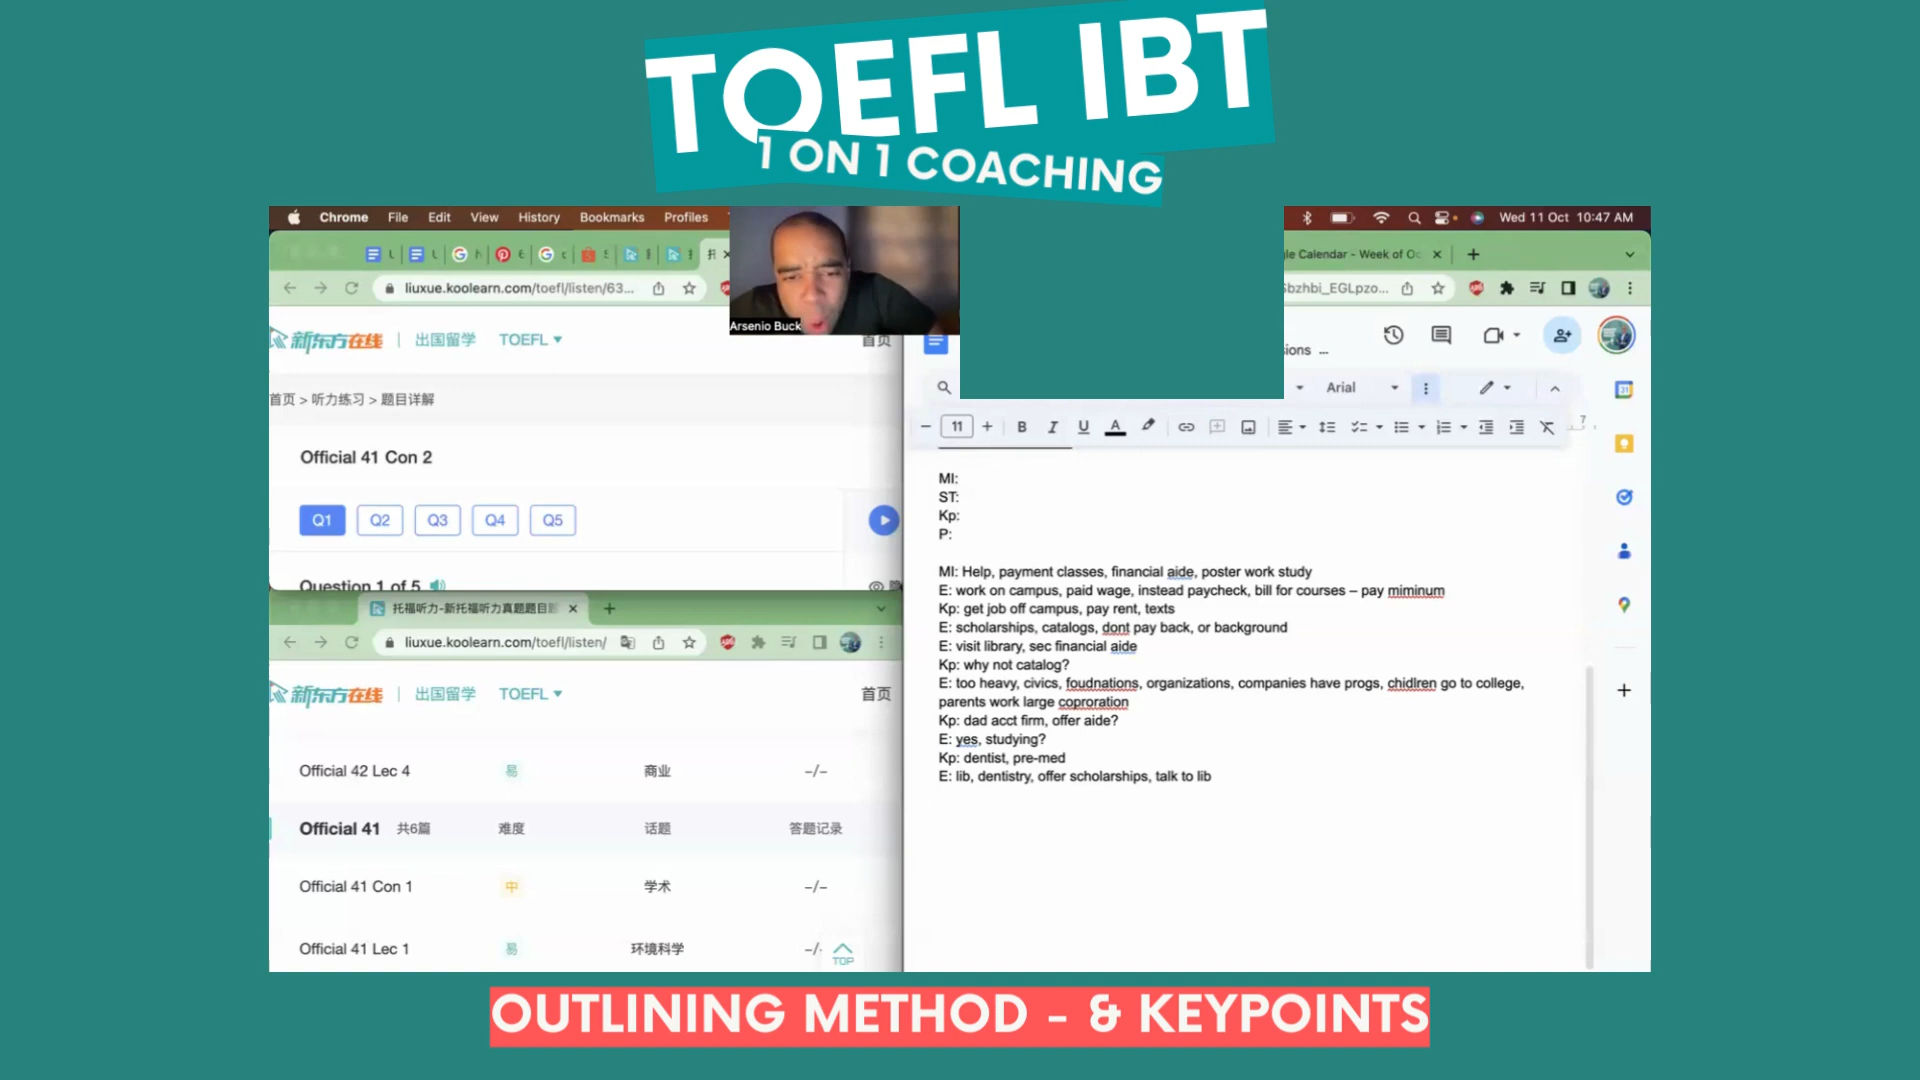 TOEFL IBT
1 ON 1 COACHING
Chrome File Edit View History Bookmarks Profiles
Wed 11 Oct 10:47 AM
le Calendar - Week of Oc
liuxue.koolearn.com/toefl/listen/63...
bzhbi_EGLpzo...
Arsenio Buck
新东方在线 | 出国留学 TOEFL
首页
ions ...
Arial
首页 > 听力练习 > 题目详解
11
B I U A
Official 41 Con 2
Q1 Q2 Q3 Q4 Q5
Question 1 of 5
MI:
ST:
Kp:
P:
MI: Help, payment classes, financial aide, poster work study
E: work on campus, paid wage, instead paycheck, bill for courses – pay miminum
Kp: get job off campus, pay rent, texts
E: scholarships, catalogs, dont pay back, or background
E: visit library, sec financial aide
Kp: why not catalog?
E: too heavy, civics, foudnations, organizations, companies have progs, chidlren go to college,
parents work large coproration
Kp: dad acct firm, offer aide?
E: yes, studying?
Kp: dentist, pre-med
E: lib, dentistry, offer scholarships, talk to lib
托福听力-新托福听力真题题目
liuxue.koolearn.com/toefl/listen/
新东方在线 | 出国留学 TOEFL
首页
Official 42 Lec 4 易 商业 –/–
Official 41 共6篇 难度 话题 答题记录
Official 41 Con 1 中 学术 –/–
Official 41 Lec 1 易 环境科学 –/
TOP
OUTLINING METHOD - & KEYPOINTS